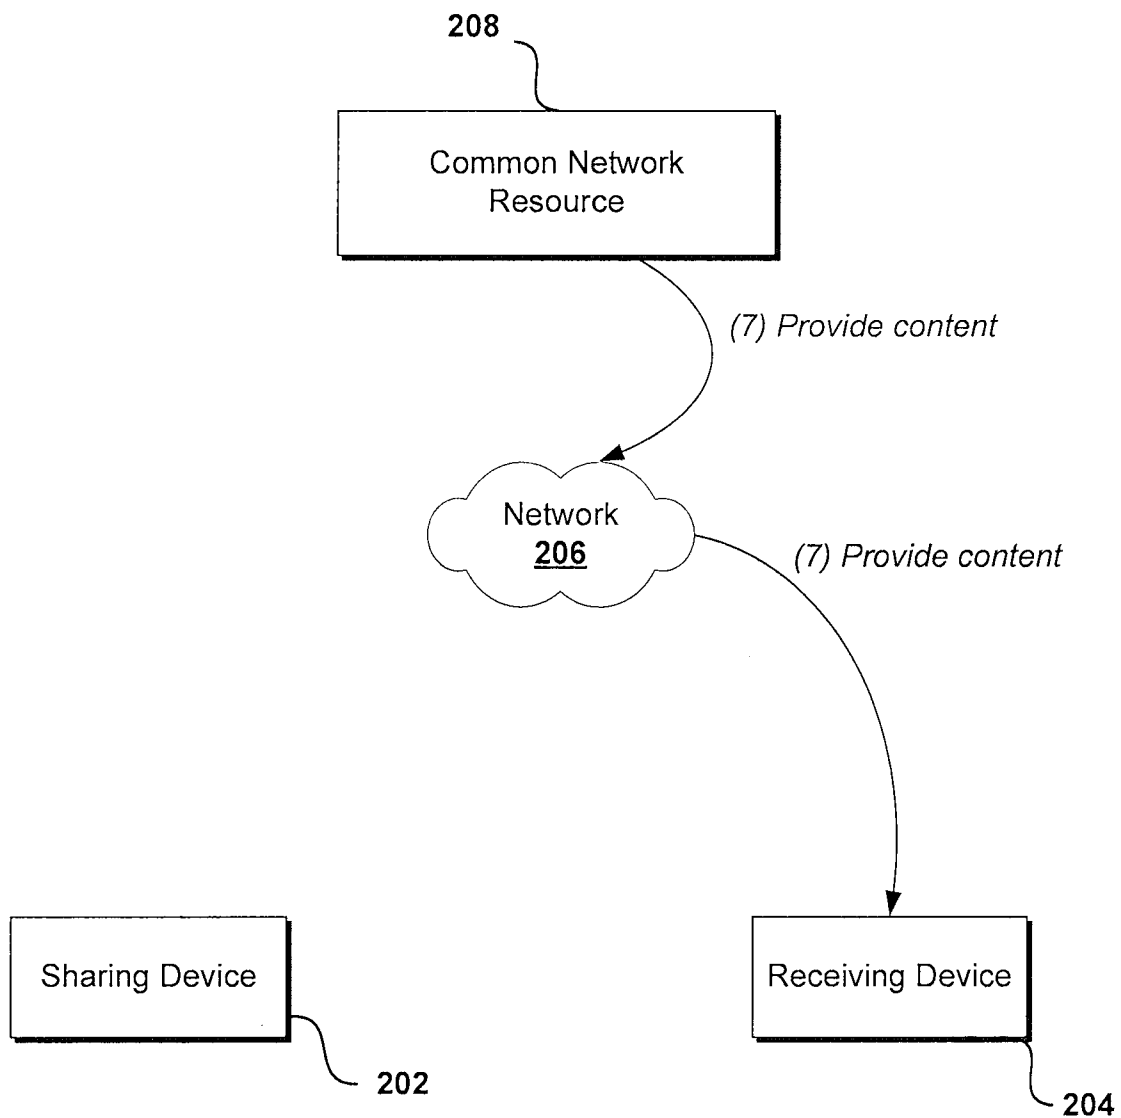 208
Common Network
Resource
(7) Provide content
Network
206
(7) Provide content
Sharing Device
Receiving Device
202
204